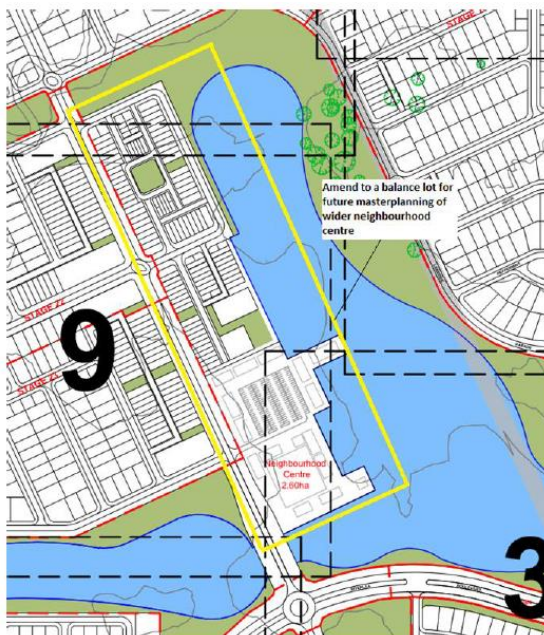 STAGE
Amend to a balance lot for
future masterplanning of
wider neighbourhood
centre
STAGE 22
9
STAGE
Neighbourhood
Centre
2.60ha
3